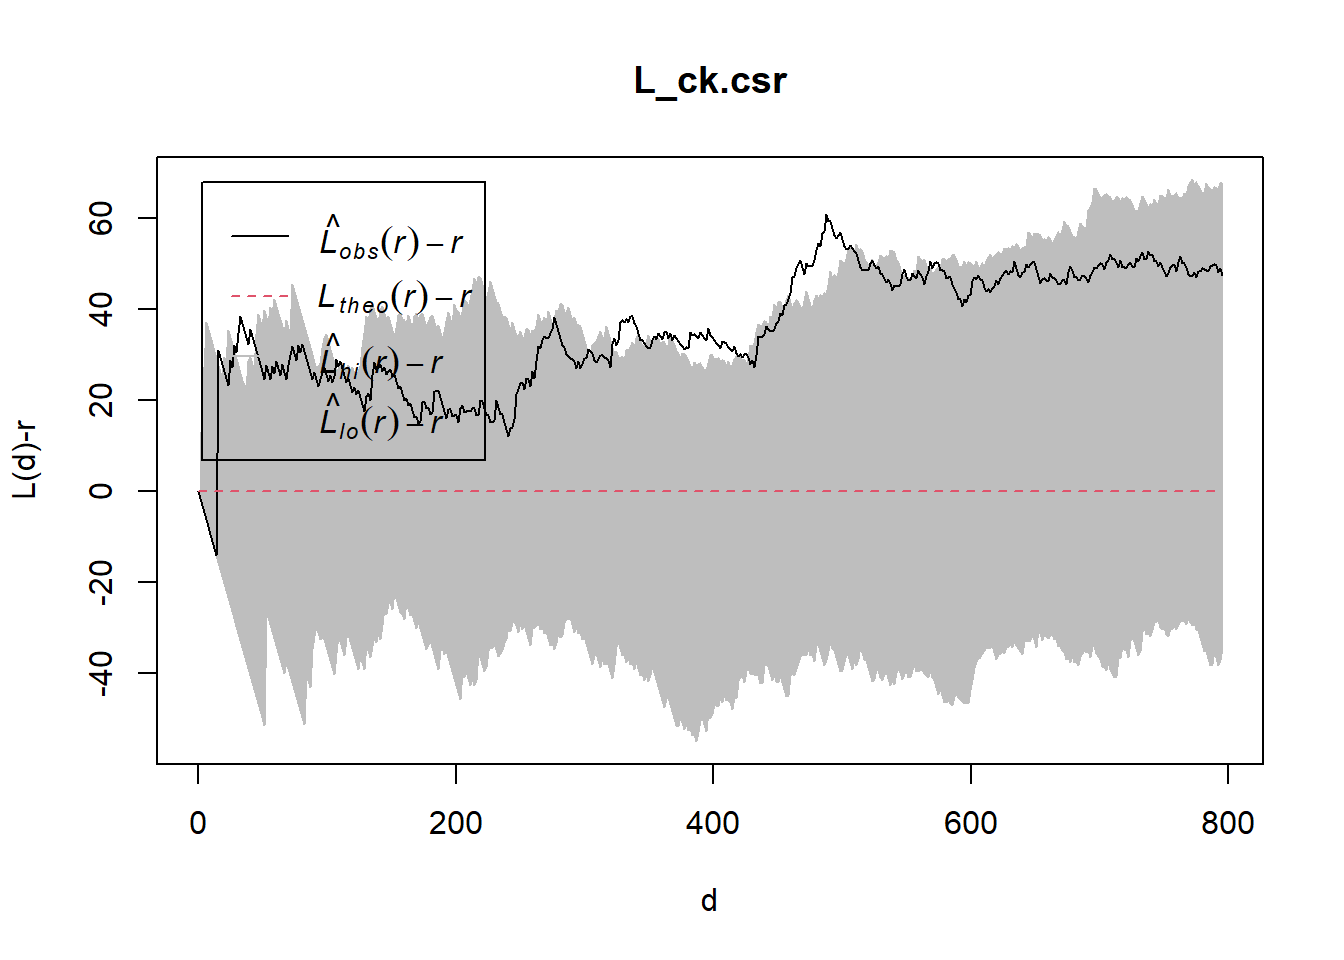 L_ck.csr
L̂obs(r) − r
Ltheo(r) − r
L̂hi(r) − r
L̂lo(r) − r
L(d)-r
60
40
20
0
-20
-40
0 200 400 600 800
d